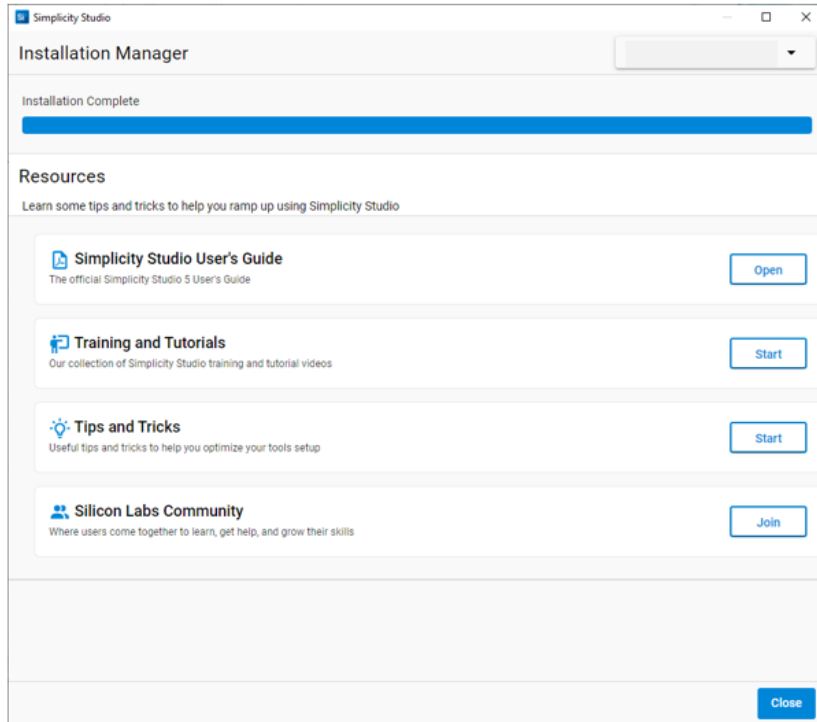 Si Simplicity Studio
Installation Manager
Installation Complete
Resources
Learn some tips and tricks to help you ramp up using Simplicity Studio
Simplicity Studio User's Guide
The official Simplicity Studio 5 User's Guide
Open
Training and Tutorials
Our collection of Simplicity Studio training and tutorial videos
Start
Tips and Tricks
Useful tips and tricks to help you optimize your tools setup
Start
Silicon Labs Community
Where users come together to learn, get help, and grow their skills
Join
Close